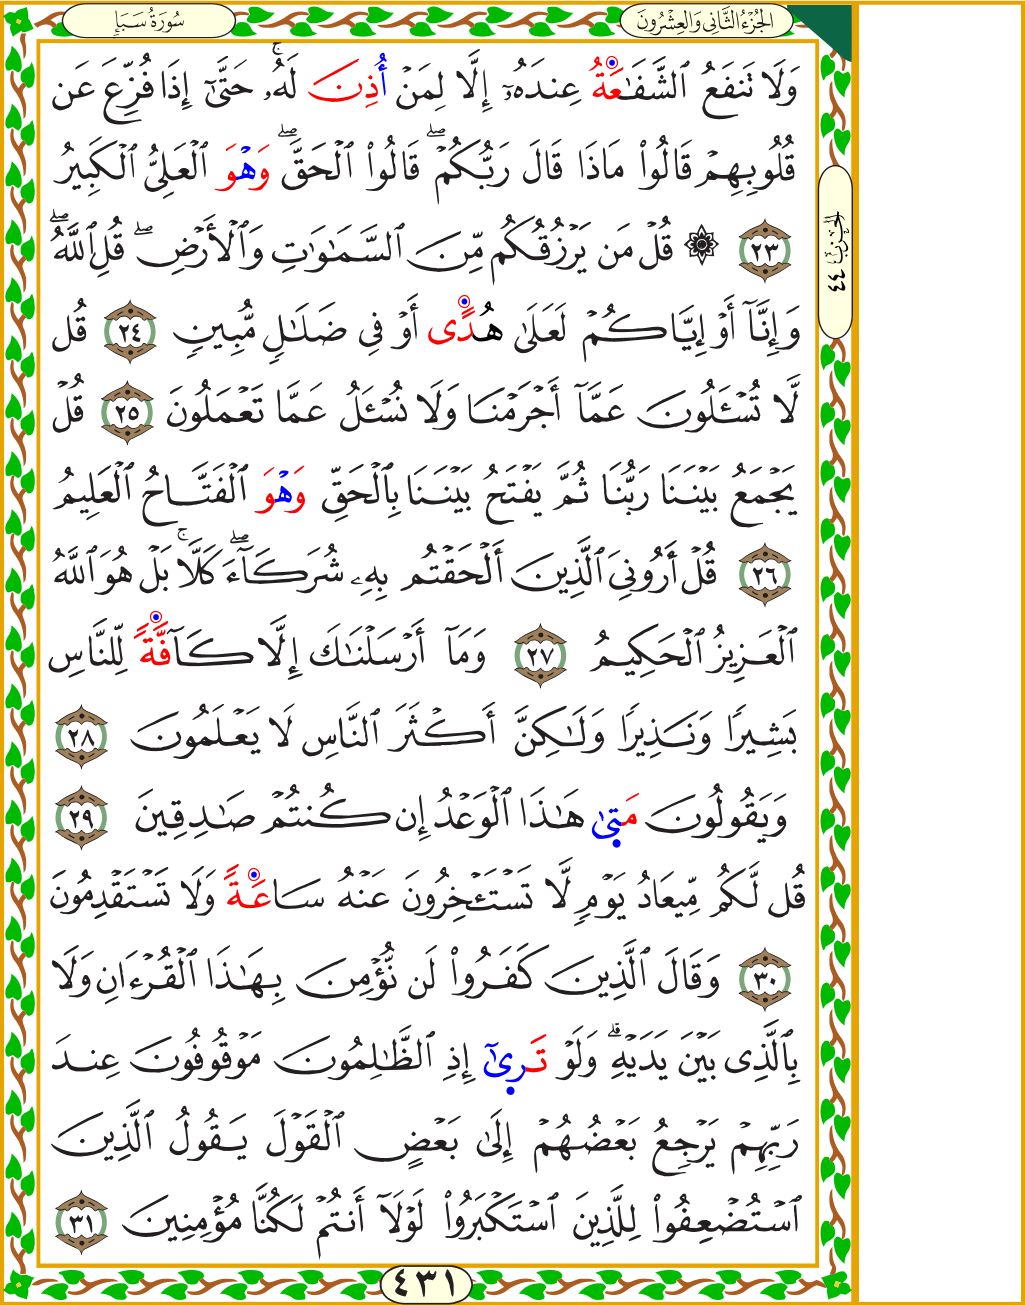 الجُزْءُ الثَّانِي وَالعِشْرُونَ
سُورَةُ سَبَإٍ
وَلَا تَنفَعُ ٱلشَّفَٰعَةُ عِندَهُۥٓ إِلَّا لِمَنۡ أُذِنَ لَهُۥۚ حَتَّىٰٓ إِذَا فُزِّعَ عَن
قُلُوبِهِمۡ قَالُواْ مَاذَا قَالَ رَبُّكُمۡۖ قَالُواْ ٱلۡحَقَّۖ وَهۡوَ ٱلۡعَلِىُّ ٱلۡكَبِيرُ
٢٣ ۞ قُلۡ مَن يَرۡزُقُكُم مِّنَ ٱلسَّمَٰوَٰتِ وَٱلۡأَرۡضِۖ قُلِ ٱللَّهُۖ
وَإِنَّآ أَوۡ إِيَّاكُمۡ لَعَلَىٰ هُدًى أَوۡ فِى ضَلَٰلٖ مُّبِينٖ ٢٤ قُل
لَّا تُسۡـَٔلُونَ عَمَّآ أَجۡرَمۡنَا وَلَا نُسۡـَٔلُ عَمَّا تَعۡمَلُونَ ٢٥ قُلۡ
يَجۡمَعُ بَيۡنَنَا رَبُّنَا ثُمَّ يَفۡتَحُ بَيۡنَنَا بِٱلۡحَقِّ وَهۡوَ ٱلۡفَتَّاحُ ٱلۡعَلِيمُ
٢٦ قُلۡ أَرُونِىَ ٱلَّذِينَ أَلۡحَقۡتُم بِهِۦ شُرَكَآءَۖ كَلَّاۚ بَلۡ هُوَ ٱللَّهُ
ٱلۡعَزِيزُ ٱلۡحَكِيمُ ٢٧ وَمَآ أَرۡسَلۡنَٰكَ إِلَّا كَآفَّةٗ لِّلنَّاسِ
بَشِيرٗا وَنَذِيرٗا وَلَٰكِنَّ أَكۡثَرَ ٱلنَّاسِ لَا يَعۡلَمُونَ ٢٨
وَيَقُولُونَ مَتَىٰ هَٰذَا ٱلۡوَعۡدُ إِن كُنتُمۡ صَٰدِقِينَ ٢٩
قُل لَّكُم مِّيعَادُ يَوۡمٖ لَّا تَسۡتَـٔۡخِرُونَ عَنۡهُ سَاعَةٗ وَلَا تَسۡتَقۡدِمُونَ
٣٠ وَقَالَ ٱلَّذِينَ كَفَرُواْ لَن نُّؤۡمِنَ بِهَٰذَا ٱلۡقُرۡءَانِ وَلَا
بِٱلَّذِى بَيۡنَ يَدَيۡهِۗ وَلَوۡ تَرَىٰٓ إِذِ ٱلظَّٰلِمُونَ مَوۡقُوفُونَ عِندَ
رَبِّهِمۡ يَرۡجِعُ بَعۡضُهُمۡ إِلَىٰ بَعۡضٍ ٱلۡقَوۡلَ يَقُولُ ٱلَّذِينَ
ٱسۡتُضۡعِفُواْ لِلَّذِينَ ٱسۡتَكۡبَرُواْ لَوۡلَآ أَنتُمۡ لَكُنَّا مُؤۡمِنِينَ ٣١
الحزب ٤٤
٤٣١